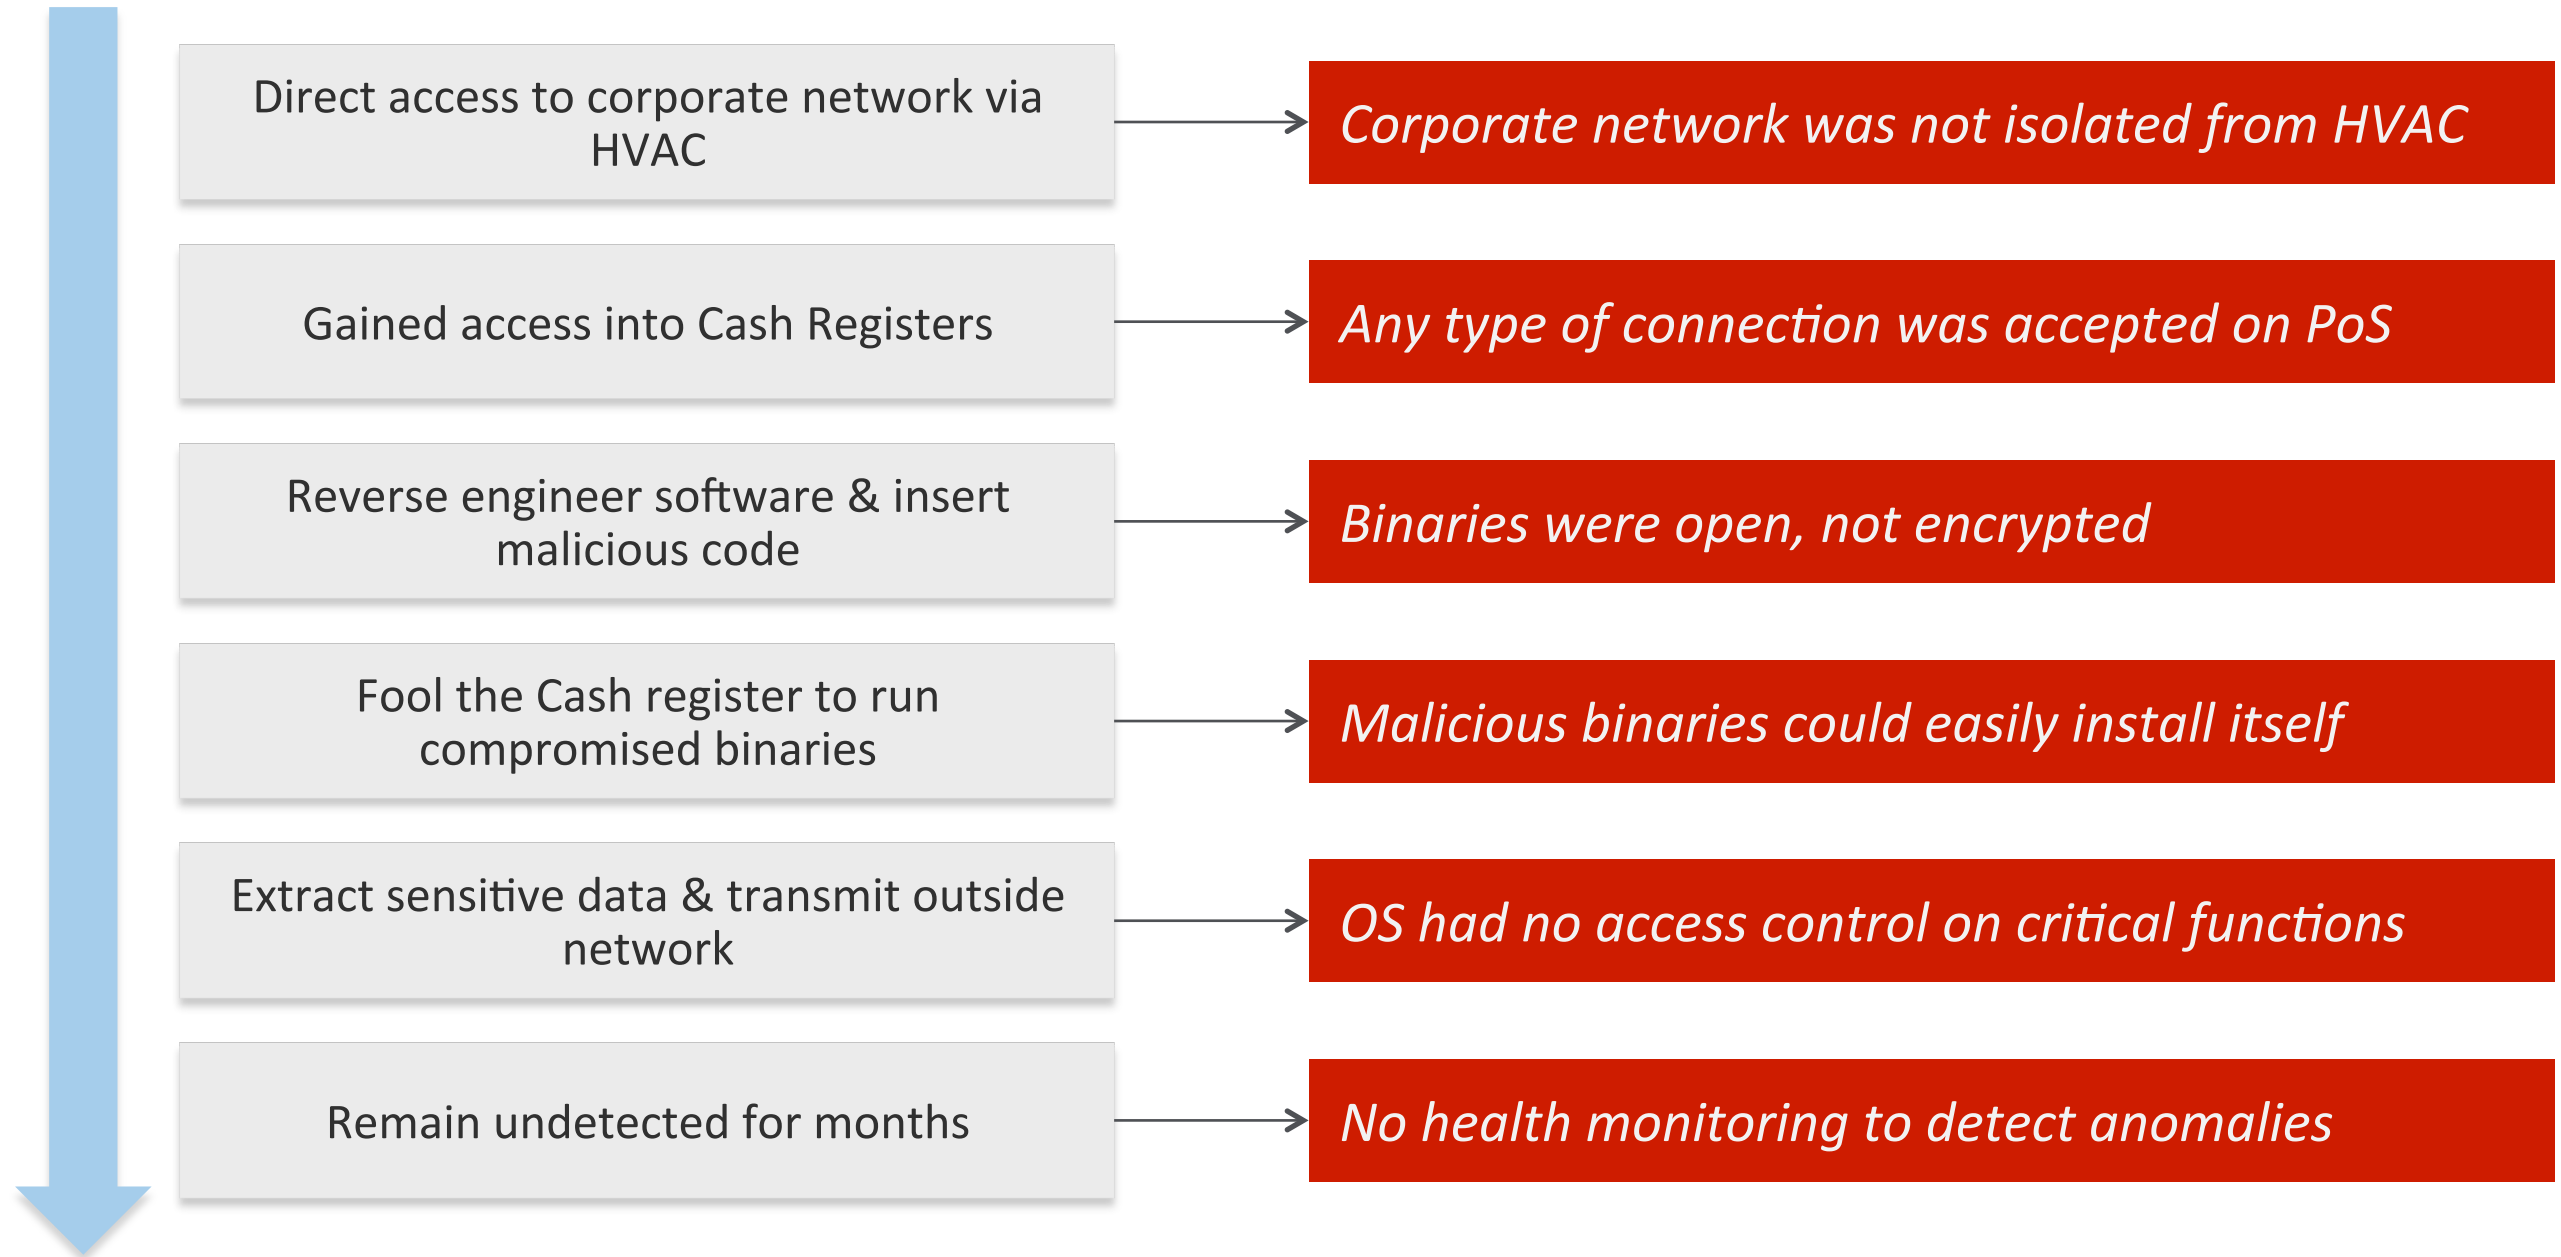 Direct access to corporate network via
HVAC
Corporate network was not isolated from HVAC
Gained access into Cash Registers
Any type of connection was accepted on PoS
Reverse engineer software & insert
malicious code
Binaries were open, not encrypted
Fool the Cash register to run
compromised binaries
Malicious binaries could easily install itself
Extract sensitive data & transmit outside
network
OS had no access control on critical functions
Remain undetected for months
No health monitoring to detect anomalies